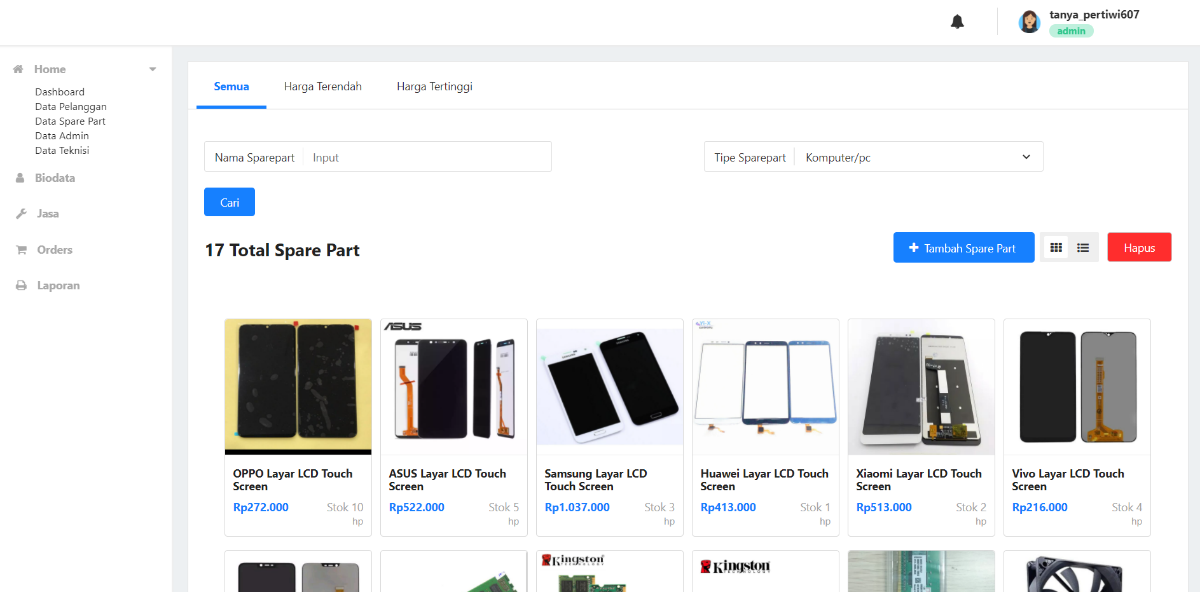 tanya_pertiwi607
admin
Home
Dashboard
Data Pelanggan
Data Spare Part
Data Admin
Data Teknisi
Biodata
Jasa
Orders
Laporan
Semua
Harga Terendah
Harga Tertinggi
Nama Sparepart
Input
Tipe Sparepart
Komputer/pc
Cari
17 Total Spare Part
Tambah Spare Part
Hapus
OPPO Layar LCD Touch
Screen
Rp272.000
Stok 10
hp
ASUS
ASUS Layar LCD Touch
Screen
Rp522.000
Stok 5
hp
Samsung Layar LCD
Touch Screen
Rp1.037.000
Stok 3
hp
Huawei Layar LCD Touch
Screen
Rp413.000
Stok 1
hp
Xiaomi Layar LCD Touch
Screen
Rp513.000
Stok 2
hp
Vivo Layar LCD Touch
Screen
Rp216.000
Stok 4
hp
Kingston
Kingston
TECHNOLOGY